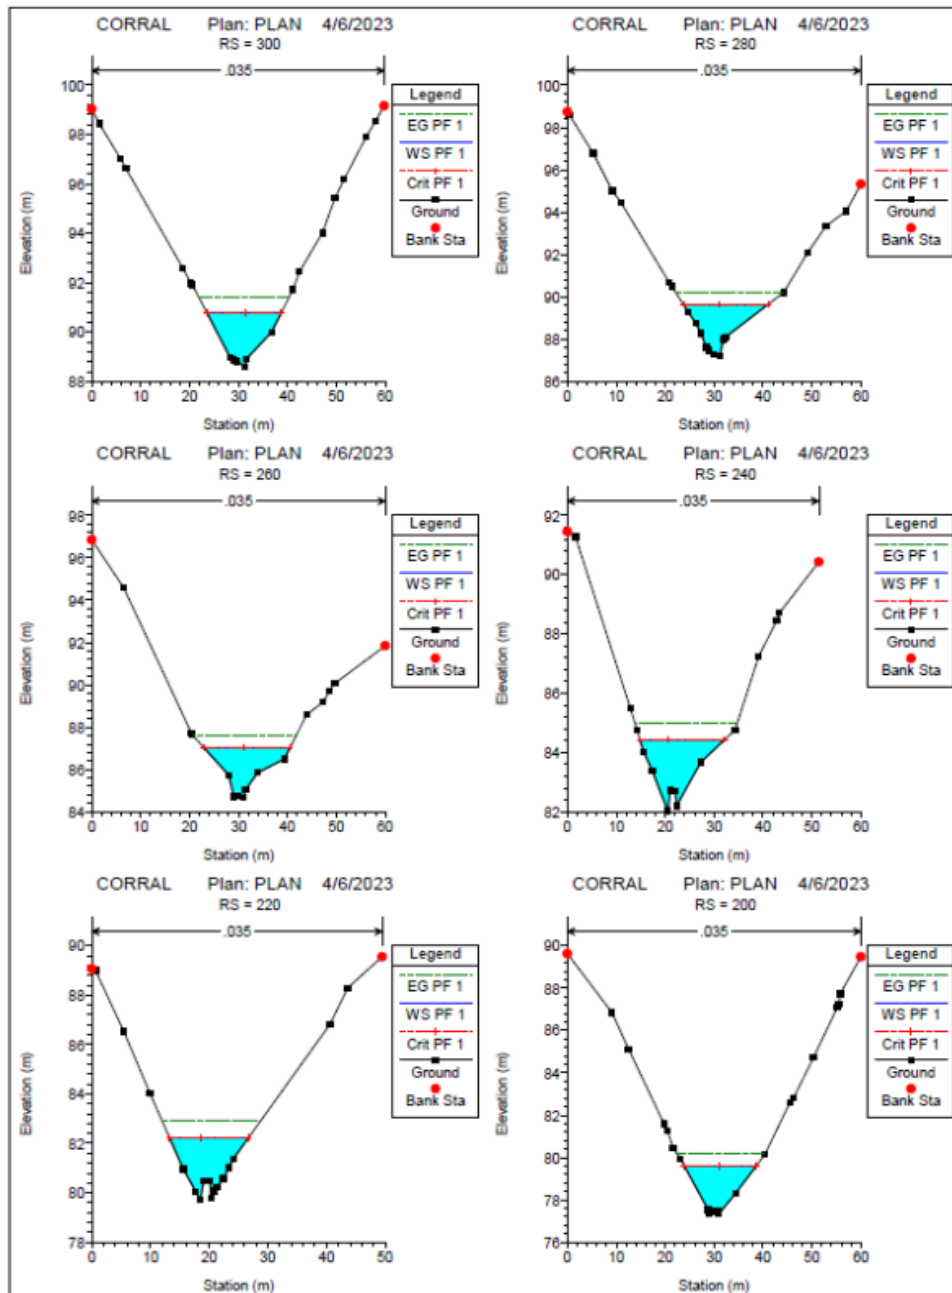 CORRAL Plan: PLAN 4/6/2023
RS = 300
.035
Legend
EG PF 1
WS PF 1
Crit PF 1
Ground
Bank Sta
Elevation (m)
100
98
96
94
92
90
88
0 10 20 30 40 50 60
Station (m)
CORRAL Plan: PLAN 4/6/2023
RS = 280
.035
Legend
EG PF 1
WS PF 1
Crit PF 1
Ground
Bank Sta
Elevation (m)
100
98
96
94
92
90
88
86
0 10 20 30 40 50 60
Station (m)
CORRAL Plan: PLAN 4/6/2023
RS = 260
.035
Legend
EG PF 1
WS PF 1
Crit PF 1
Ground
Bank Sta
Elevation (m)
98
96
94
92
90
88
86
84
0 10 20 30 40 50 60
Station (m)
CORRAL Plan: PLAN 4/6/2023
RS = 240
.035
Legend
EG PF 1
WS PF 1
Crit PF 1
Ground
Bank Sta
Elevation (m)
92
90
88
86
84
82
0 10 20 30 40 50 60
Station (m)
CORRAL Plan: PLAN 4/6/2023
RS = 220
.035
Legend
EG PF 1
WS PF 1
Crit PF 1
Ground
Bank Sta
Elevation (m)
90
88
86
84
82
80
78
0 10 20 30 40 50
Station (m)
CORRAL Plan: PLAN 4/6/2023
RS = 200
.035
Legend
EG PF 1
WS PF 1
Crit PF 1
Ground
Bank Sta
Elevation (m)
90
88
86
84
82
80
78
76
0 10 20 30 40 50 60
Station (m)